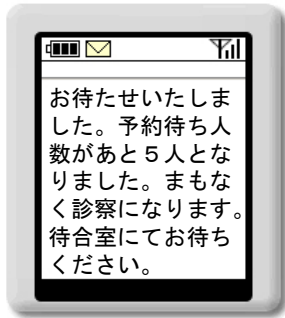 お待たせいたしま
した。予約待ち人
数があと５人とな
りました。まもな
く診察になります。
待合室にてお待ち
ください。